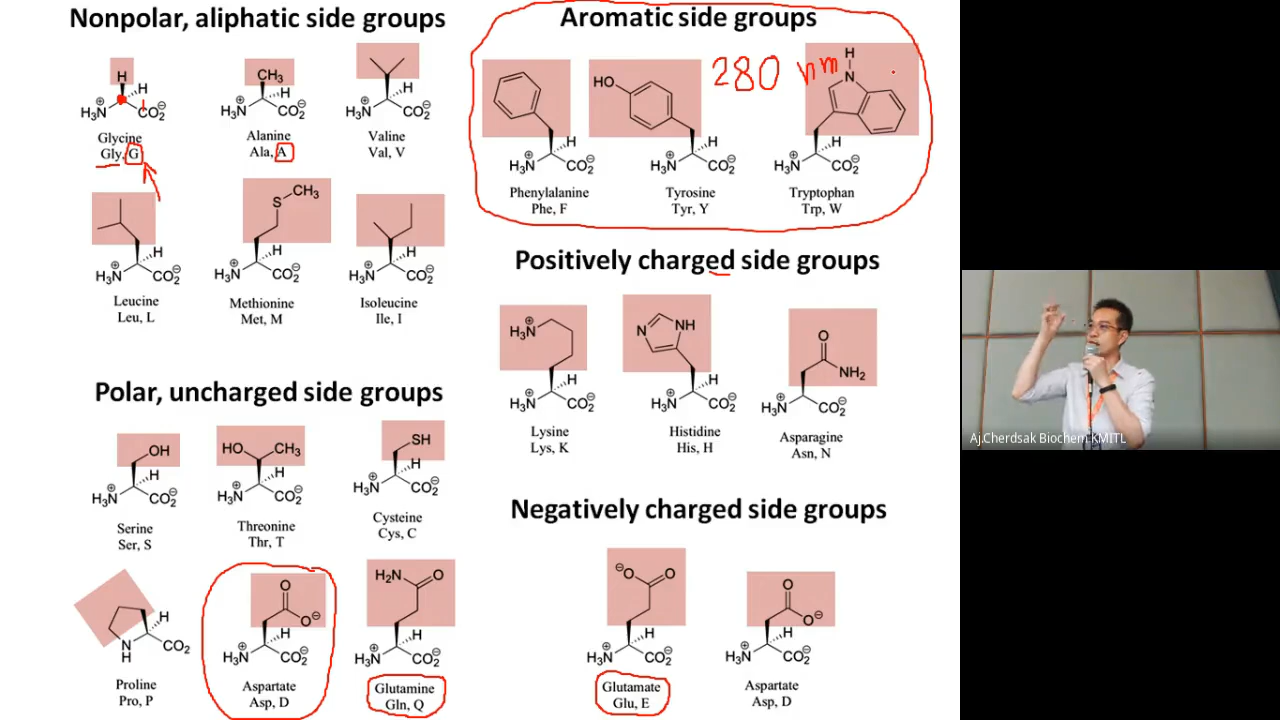 Nonpolar, aliphatic side groups
H
H
H3N⊕
CO2⊖
Glycine
Gly, G
CH3
H
H3N⊕
CO2⊖
Alanine
Ala, A
H
H3N⊕
CO2⊖
Valine
Val, V
H
H3N⊕
CO2⊖
Leucine
Leu, L
S
CH3
H
H3N⊕
CO2⊖
Methionine
Met, M
H
H3N⊕
CO2⊖
Isoleucine
Ile, I
Aromatic side groups
280 nm
H
H3N⊕
CO2⊖
Phenylalanine
Phe, F
HO
H
H3N⊕
CO2⊖
Tyrosine
Tyr, Y
H
N
H
H3N⊕
CO2⊖
Tryptophan
Trp, W
Positively charged side groups
H3N⊕
H
H3N⊕
CO2⊖
Lysine
Lys, K
N
NH
H
H3N⊕
CO2⊖
Histidine
His, H
O
NH2
H
H3N⊕
CO2⊖
Asparagine
Asn, N
Polar, uncharged side groups
OH
H
H3N⊕
CO2⊖
Serine
Ser, S
HO
CH3
H
H3N⊕
CO2⊖
Threonine
Thr, T
SH
H
H3N⊕
CO2⊖
Cysteine
Cys, C
H
N
H
CO2⊖
Proline
Pro, P
O
O⊖
H
H3N⊕
CO2⊖
Aspartate
Asp, D
H2N
O
H
H3N⊕
CO2⊖
Glutamine
Gln, Q
Negatively charged side groups
⊖O
O
H
H3N⊕
CO2⊖
Glutamate
Glu, E
O
O⊖
H
H3N⊕
CO2⊖
Aspartate
Asp, D
Aj.Cherdsak Biochem KMITL